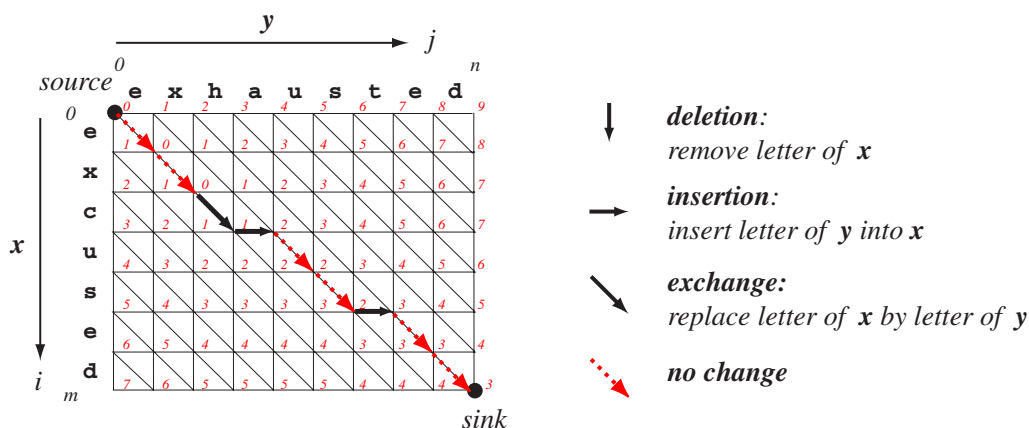 y
j
0
n
source
e x h a u s t e d
0
0 1 2 3 4 5 6 7 8 9
e
1 0 1 2 3 4 5 6 7 8
x
2 1 0 1 2 3 4 5 6 7
c
3 2 1 1 2 3 4 5 6 7
x
u
4 3 2 2 2 2 3 4 5 6
s
5 4 3 3 3 3 2 3 4 5
e
6 5 4 4 4 4 3 3 3 4
d
7 6 5 5 5 5 4 4 4 3
i
m
sink
deletion:
remove letter of x
insertion:
insert letter of y into x
exchange:
replace letter of x by letter of y
no change